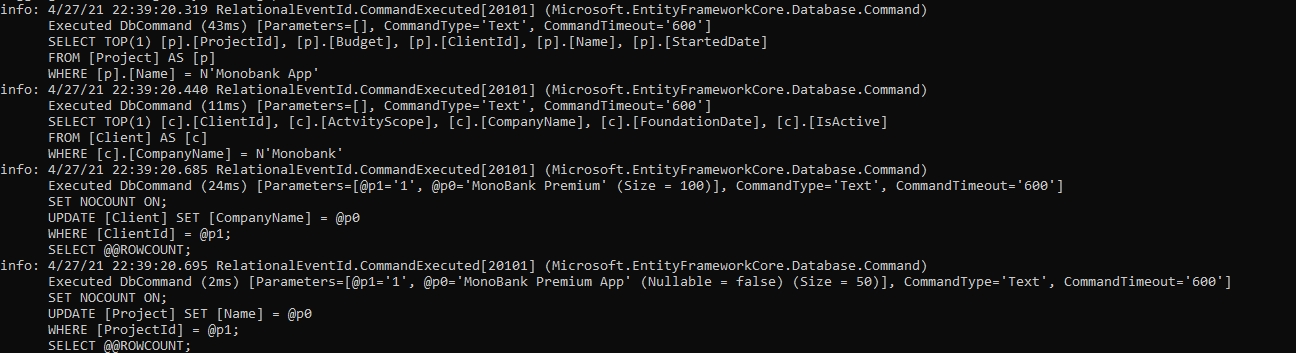 info: 4/27/21 22:39:20.319 RelationalEventId.CommandExecuted[20101] (Microsoft.EntityFrameworkCore.Database.Command)
Executed DbCommand (43ms) [Parameters=[], CommandType='Text', CommandTimeout='600']
SELECT TOP(1) [p].[ProjectId], [p].[Budget], [p].[ClientId], [p].[Name], [p].[StartedDate]
FROM [Project] AS [p]
WHERE [p].[Name] = N'Monobank App'
info: 4/27/21 22:39:20.440 RelationalEventId.CommandExecuted[20101] (Microsoft.EntityFrameworkCore.Database.Command)
Executed DbCommand (11ms) [Parameters=[], CommandType='Text', CommandTimeout='600']
SELECT TOP(1) [c].[ClientId], [c].[ActvityScope], [c].[CompanyName], [c].[FoundationDate], [c].[IsActive]
FROM [Client] AS [c]
WHERE [c].[CompanyName] = N'Monobank'
info: 4/27/21 22:39:20.685 RelationalEventId.CommandExecuted[20101] (Microsoft.EntityFrameworkCore.Database.Command)
Executed DbCommand (24ms) [Parameters=[@p1='1', @p0='MonoBank Premium' (Size = 100)], CommandType='Text', CommandTimeout='600']
SET NOCOUNT ON;
UPDATE [Client] SET [CompanyName] = @p0
WHERE [ClientId] = @p1;
SELECT @@ROWCOUNT;
info: 4/27/21 22:39:20.695 RelationalEventId.CommandExecuted[20101] (Microsoft.EntityFrameworkCore.Database.Command)
Executed DbCommand (2ms) [Parameters=[@p1='1', @p0='MonoBank Premium App' (Nullable = false) (Size = 50)], CommandType='Text', CommandTimeout='600']
SET NOCOUNT ON;
UPDATE [Project] SET [Name] = @p0
WHERE [ProjectId] = @p1;
SELECT @@ROWCOUNT;